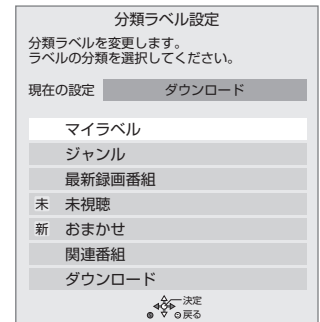 分類ラベル設定
分類ラベルを変更します。
ラベルの分類を選択してください。
現在の設定 ダウンロード
マイラベル
ジャンル
最新録画番組
未 未視聴
新 おまかせ
関連番組
ダウンロード
決定
戻る